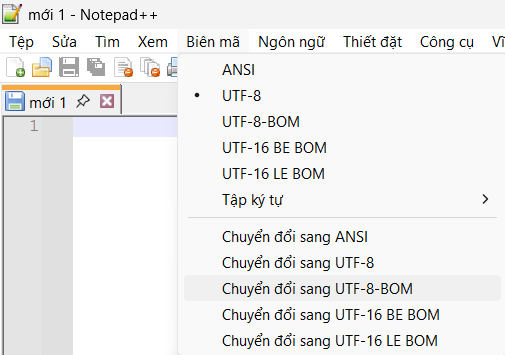 mới 1 - Notepad++
Tệp Sửa Tìm Xem Biên mã Ngôn ngữ Thiết đặt Công cụ
mới 1
1
ANSI
• UTF-8
UTF-8-BOM
UTF-16 BE BOM
UTF-16 LE BOM
Tập ký tự
Chuyển đổi sang ANSI
Chuyển đổi sang UTF-8
Chuyển đổi sang UTF-8-BOM
Chuyển đổi sang UTF-16 BE BOM
Chuyển đổi sang UTF-16 LE BOM